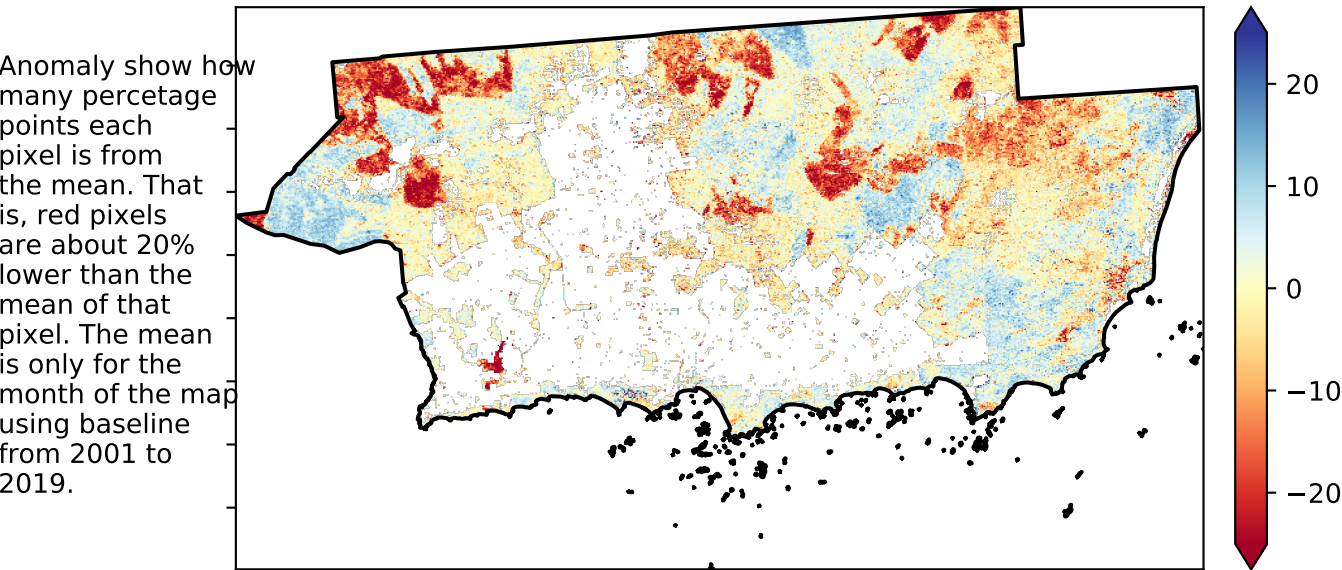 Anomaly show how
many percetage
points each
pixel is from
the mean. That
is, red pixels
are about 20%
lower than the
mean of that
pixel. The mean
is only for the
month of the map
using baseline
from 2001 to
2019.
20
10
0
−10
−20